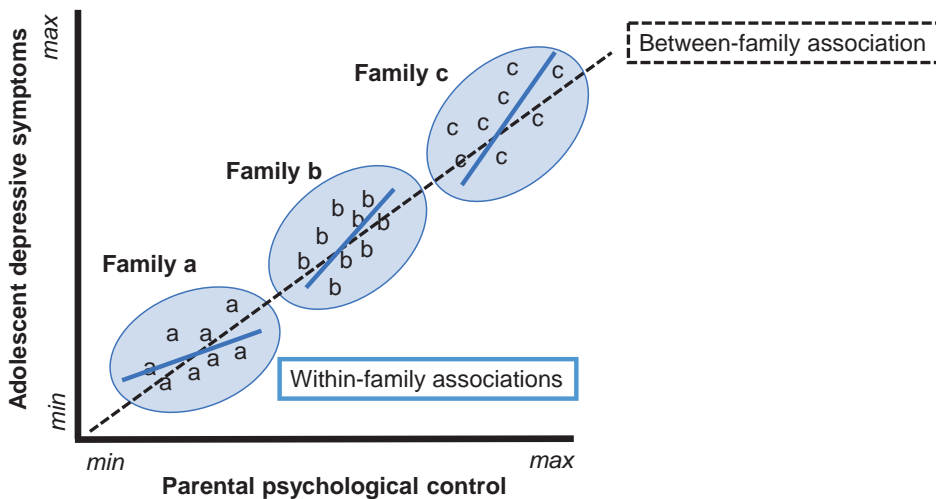 Adolescent depressive symptoms
max
min
Between-family association
Family c
c c
c
c c c
c c
Family b
b b
b b
b
b b b
b
Family a
a
a a
a a a
a a
Within-family associations
min
max
Parental psychological control